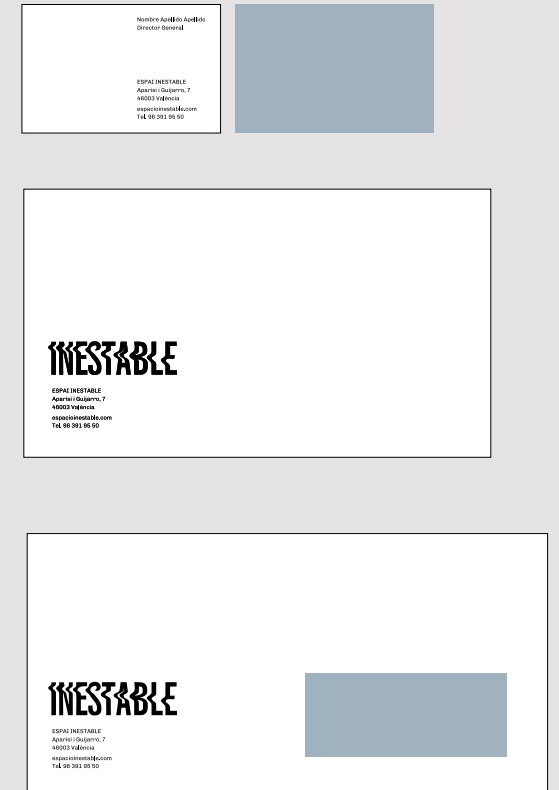 Nombre Apellido Apellido
Director General
ESPAI INESTABLE
Aparisi i Guijarro, 7
46003 València
espacioinestable.com
Tel. 96 391 95 50
INESTABLE
ESPAI INESTABLE
Aparisi i Guijarro, 7
46003 València
espacioinestable.com
Tel. 96 391 95 50
INESTABLE
ESPAI INESTABLE
Aparisi i Guijarro, 7
46003 València
espacioinestable.com
Tel. 96 391 95 50